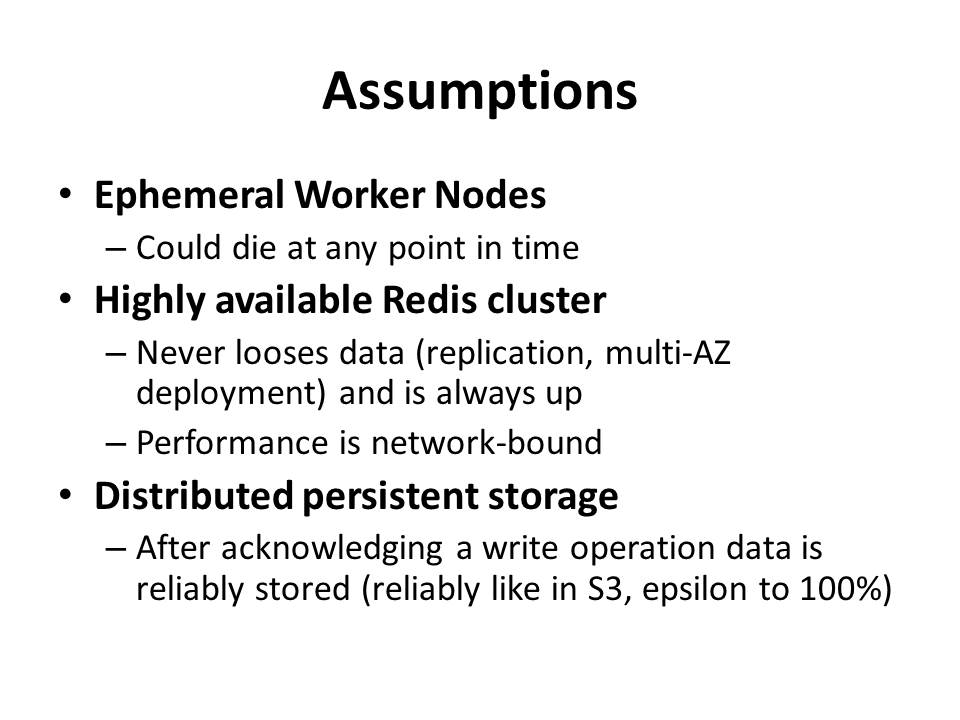 Assumptions
• Ephemeral Worker Nodes
– Could die at any point in time
• Highly available Redis cluster
– Never looses data (replication, multi-AZ
deployment) and is always up
– Performance is network-bound
• Distributed persistent storage
– After acknowledging a write operation data is
reliably stored (reliably like in S3, epsilon to 100%)